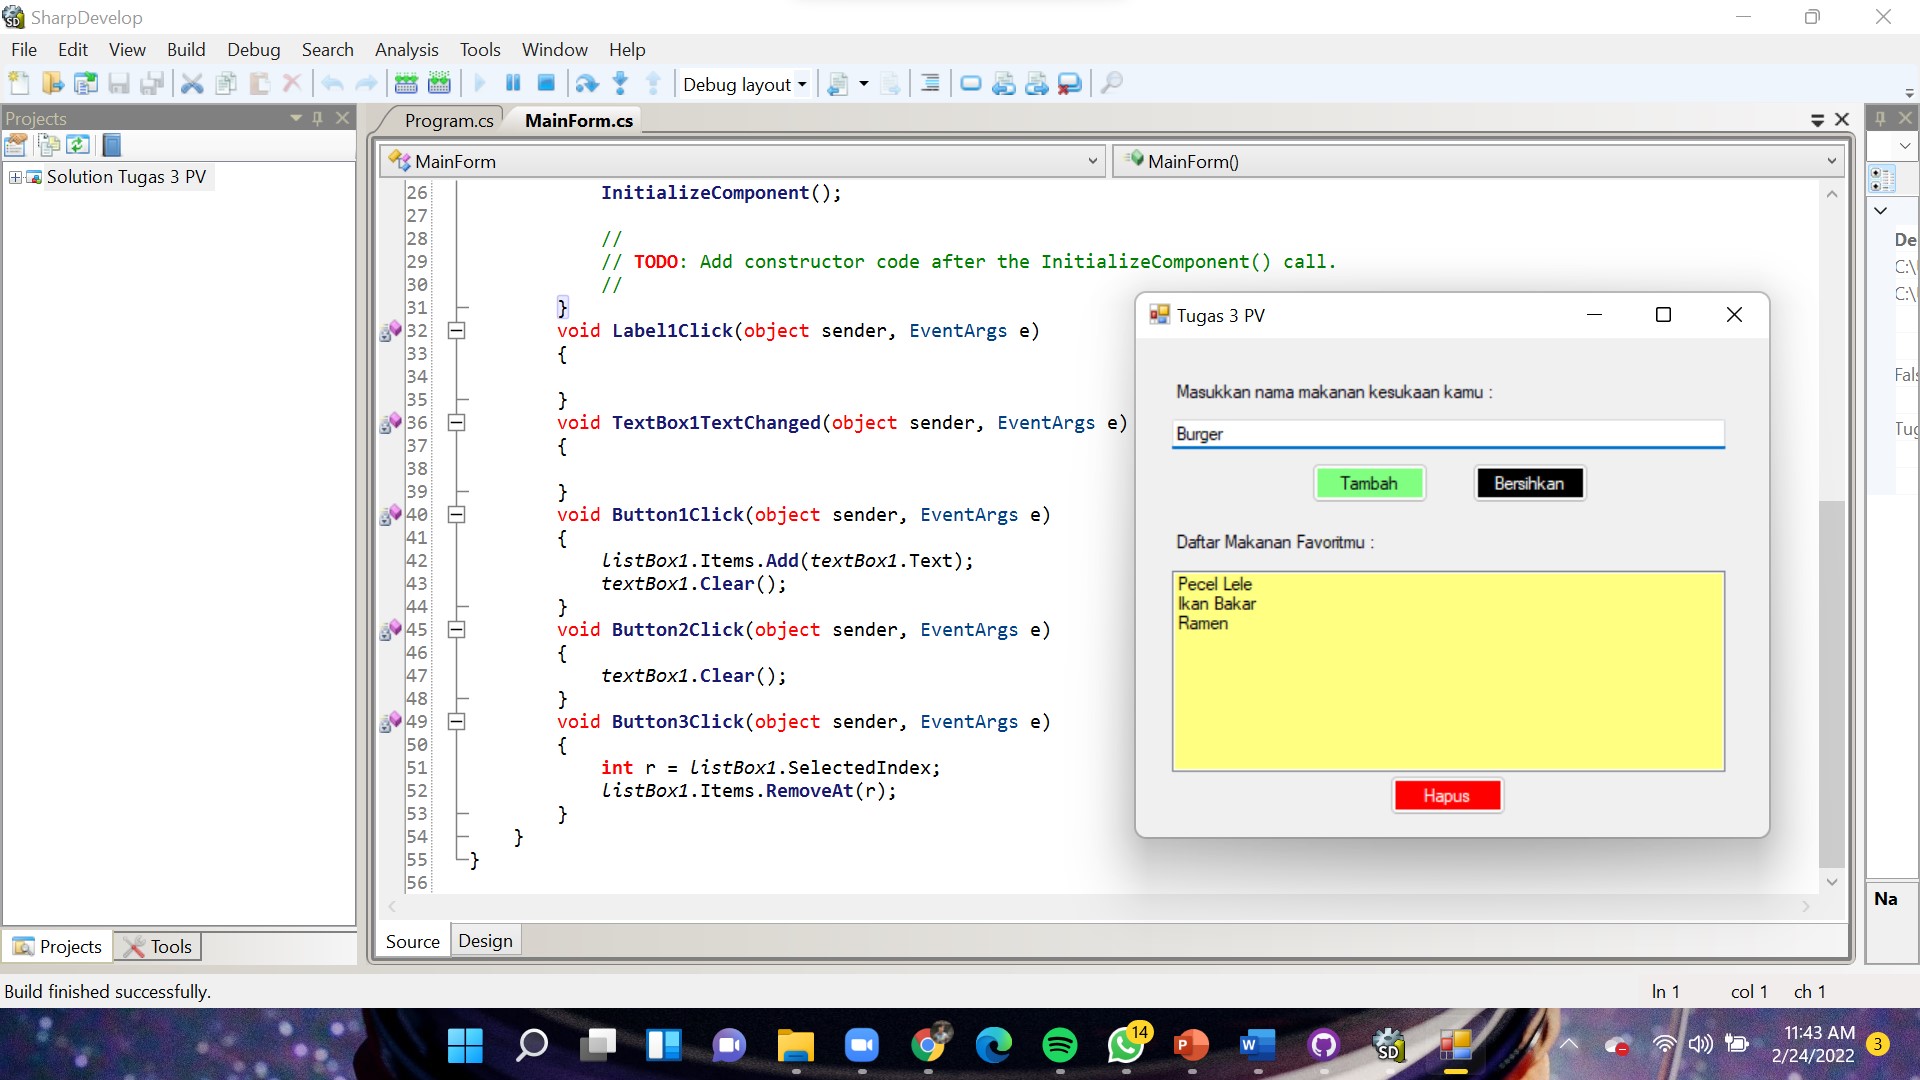 SharpDevelop
File Edit View Build Debug Search Analysis Tools Window Help
Debug layout
Projects
Solution Tugas 3 PV
Program.cs MainForm.cs
MainForm MainForm()
26 InitializeComponent();
27
28 //
29 // TODO: Add constructor code after the InitializeComponent() call.
30 //
31 }
32 void Label1Click(object sender, EventArgs e)
33 {
34
35 }
36 void TextBox1TextChanged(object sender, EventArgs e)
37 {
38
39 }
40 void Button1Click(object sender, EventArgs e)
41 {
42 listBox1.Items.Add(textBox1.Text);
43 textBox1.Clear();
44 }
45 void Button2Click(object sender, EventArgs e)
46 {
47 textBox1.Clear();
48 }
49 void Button3Click(object sender, EventArgs e)
50 {
51 int r = listBox1.SelectedIndex;
52 listBox1.Items.RemoveAt(r);
53 }
54 }
55 }
56
Tugas 3 PV
Masukkan nama makanan kesukaan kamu :
Burger
Tambah Bersihkan
Daftar Makanan Favoritmu :
Pecel Lele
Ikan Bakar
Ramen
Hapus
De
C:\
C:\
Fals
Tug
Na
Source Design
Projects Tools
Build finished successfully.
ln 1 col 1 ch 1
SD
14
P
W
SD
11:43 AM
2/24/2022
3